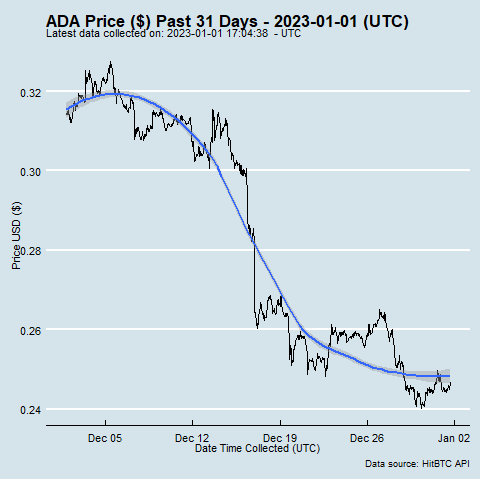 ADA Price ($) Past 31 Days - 2023-01-01 (UTC)
Latest data collected on: 2023-01-01 17:04:38 - UTC
Price USD ($)
0.32
0.30
0.28
0.26
0.24
Dec 05 Dec 12 Dec 19 Dec 26 Jan 02
Date Time Collected (UTC)
Data source: HitBTC API